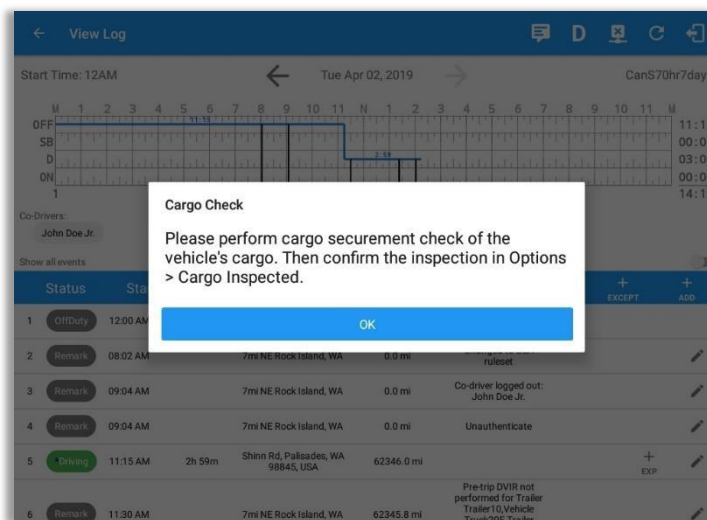 View Log
D
Start Time: 12AM
Tue Apr 02, 2019
CanS70hr7day
M 1 2 3 4 5 6 7 8 9 10 11 N 1 2 3 4 5 6 7 8 9 10 11 M
OFF 11:15 11:1
SB 00:0
D 2:59 03:0
ON 00:0
1 14:1
Co-Drivers:
John Doe Jr.
Show all events
Cargo Check
Please perform cargo securement check of the
vehicle's cargo. Then confirm the inspection in Options
> Cargo Inspected.
OK
Status Sta
+ EXCEPT
+ ADD
1 OffDuty 12:00 AM
2 Remark 08:02 AM 7mi NE Rock Island, WA 0.0 mi
ruleset
3 Remark 09:04 AM 7mi NE Rock Island, WA 0.0 mi Co-driver logged out:
John Doe Jr.
4 Remark 09:04 AM 7mi NE Rock Island, WA 0.0 mi Unauthenticate
5 *Driving 11:15 AM 2h 59m Shinn Rd, Palisades, WA
98845, USA 62346.0 mi + EXP
6 Remark 11:30 AM 7mi NE Rock Island, WA 62345.8 mi Pre-trip DVIR not
performed for Trailer
Trailer10,Vehicle